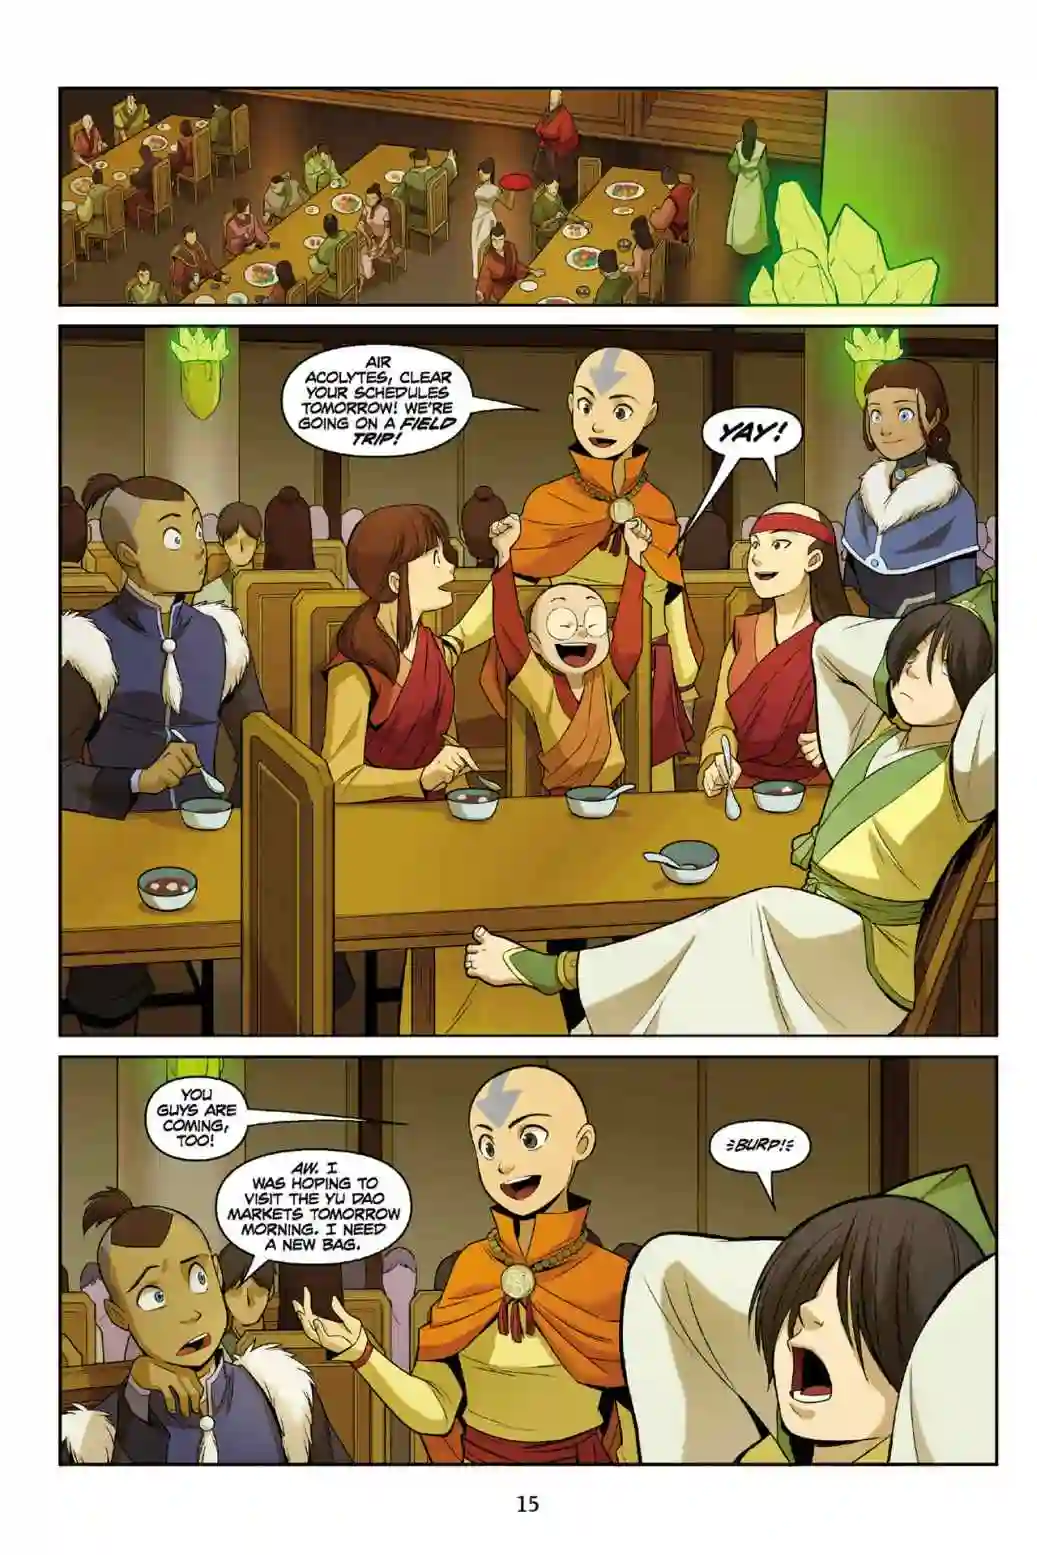 AIR
ACOLYTES, CLEAR
YOUR SCHEDULES
TOMORROW! WE'RE
GOING ON A FIELD
TRIP!
YAY!
YOU
GUYS ARE
COMING,
TOO!
AW. I
WAS HOPING TO
VISIT THE YU DAO
MARKETS TOMORROW
MORNING. I NEED
A NEW BAG.
BURP!
15